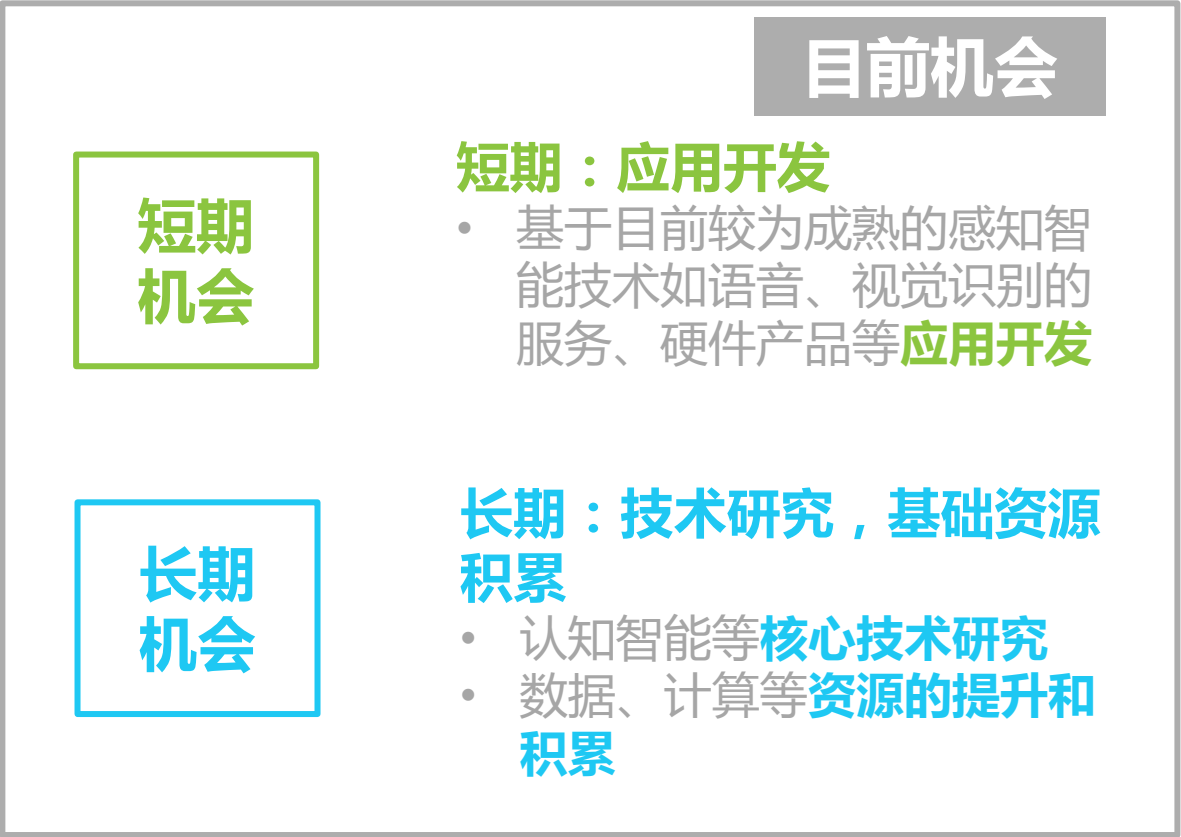 目前机会
短期
机会
短期：应用开发
• 基于目前较为成熟的感知智
能技术如语音、视觉识别的
服务、硬件产品等应用开发
长期
机会
长期：技术研究，基础资源
积累
• 认知智能等核心技术研究
• 数据、计算等资源的提升和
积累